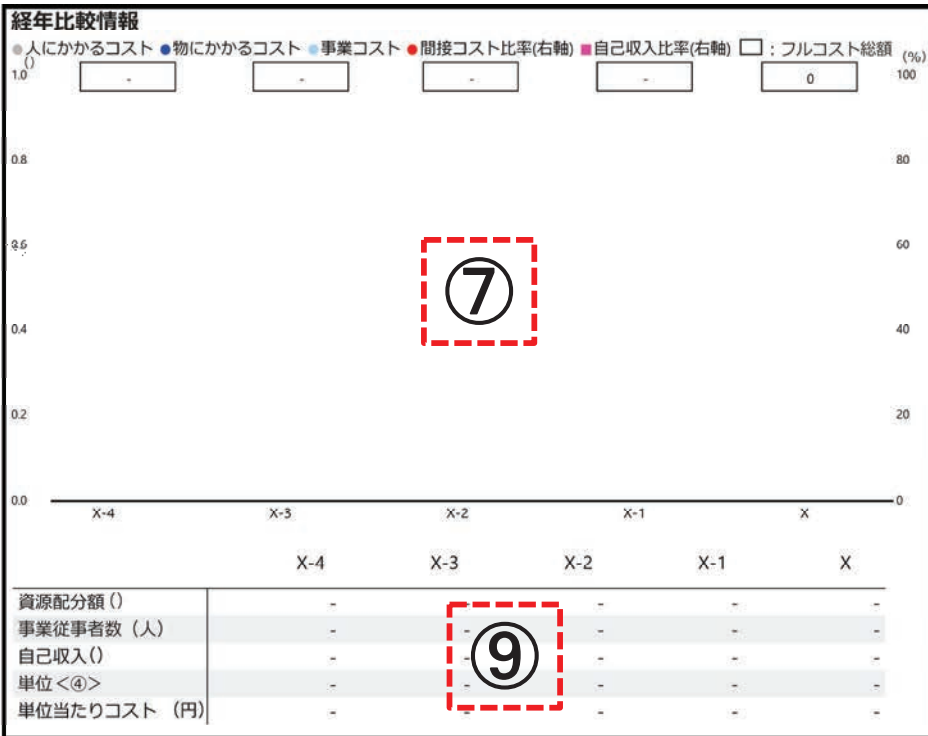 経年比較情報
●人にかかるコスト ●物にかかるコスト ●事業コスト ●間接コスト比率(右軸) ■自己収入比率(右軸) □：フルコスト総額 (%)
()
1.0 - - - - 0 100
0.8 80
60
⑦
0.4 40
0.2 20
0.0 0
X-4 X-3 X-2 X-1 X
X-4 X-3 X-2 X-1 X
資源配分額() - - - - -
事業従事者数（人） - - - - -
自己収入() - - - - -
⑨
単位<④> - - - - -
単位当たりコスト （円） - - - - -